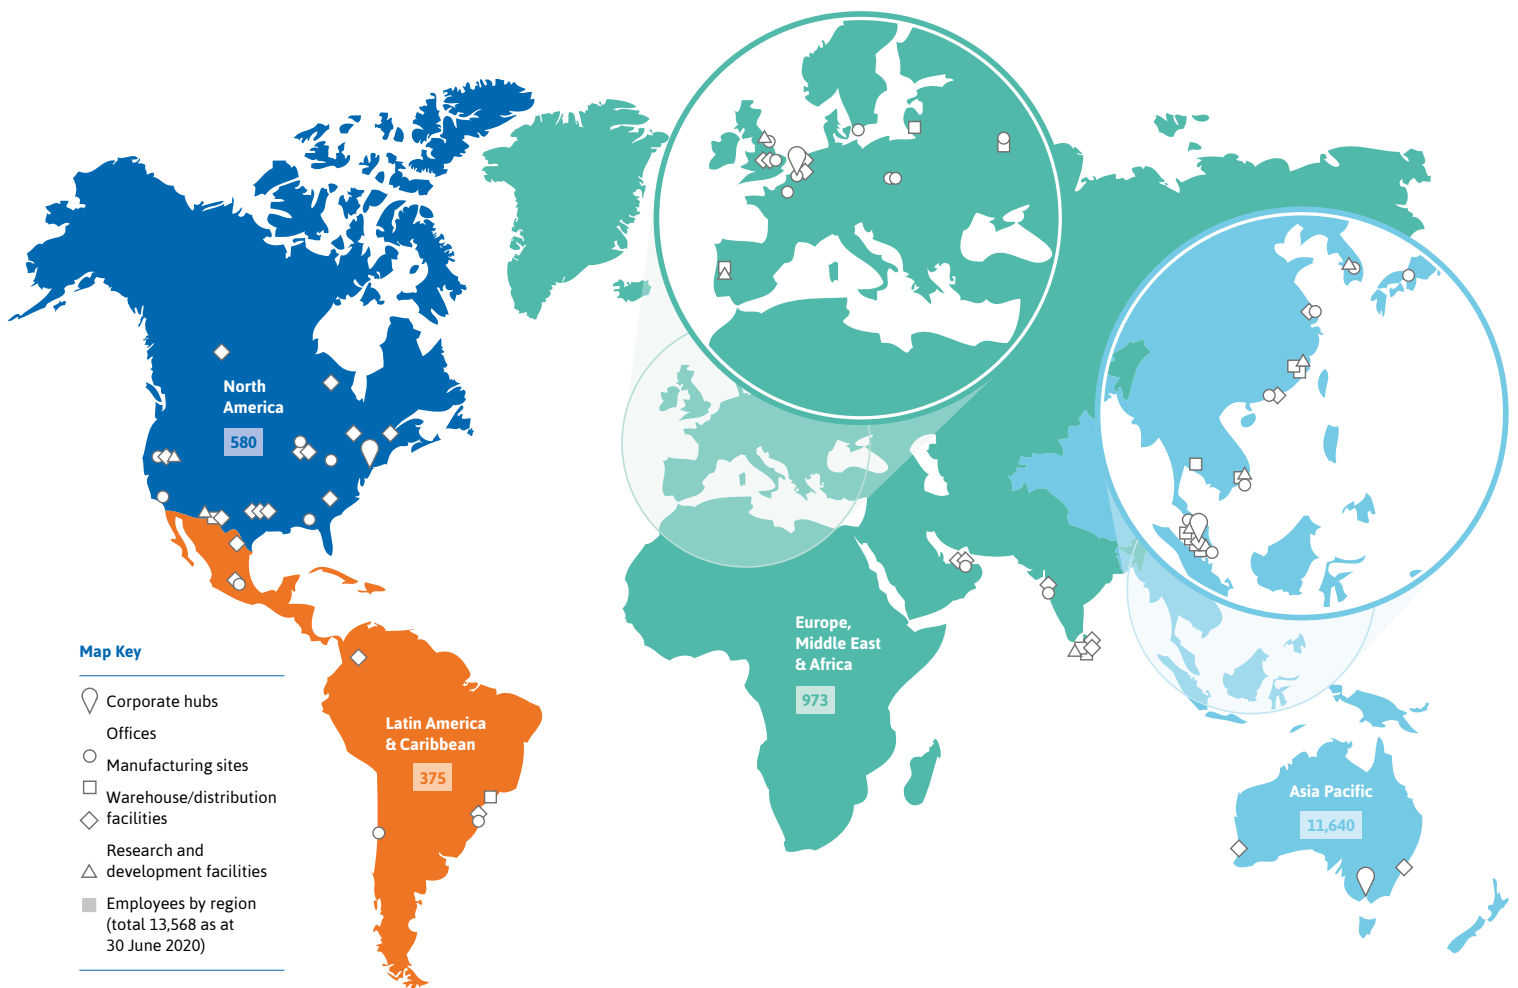 North
America
580
Europe,
Middle East
& Africa
973
Map Key
Corporate hubs
Offices
Manufacturing sites
Warehouse/distribution
facilities
Research and
development facilities
Employees by region
(total 13,568 as at
30 June 2020)
Latin America
& Caribbean
375
Asia Pacific
11,640